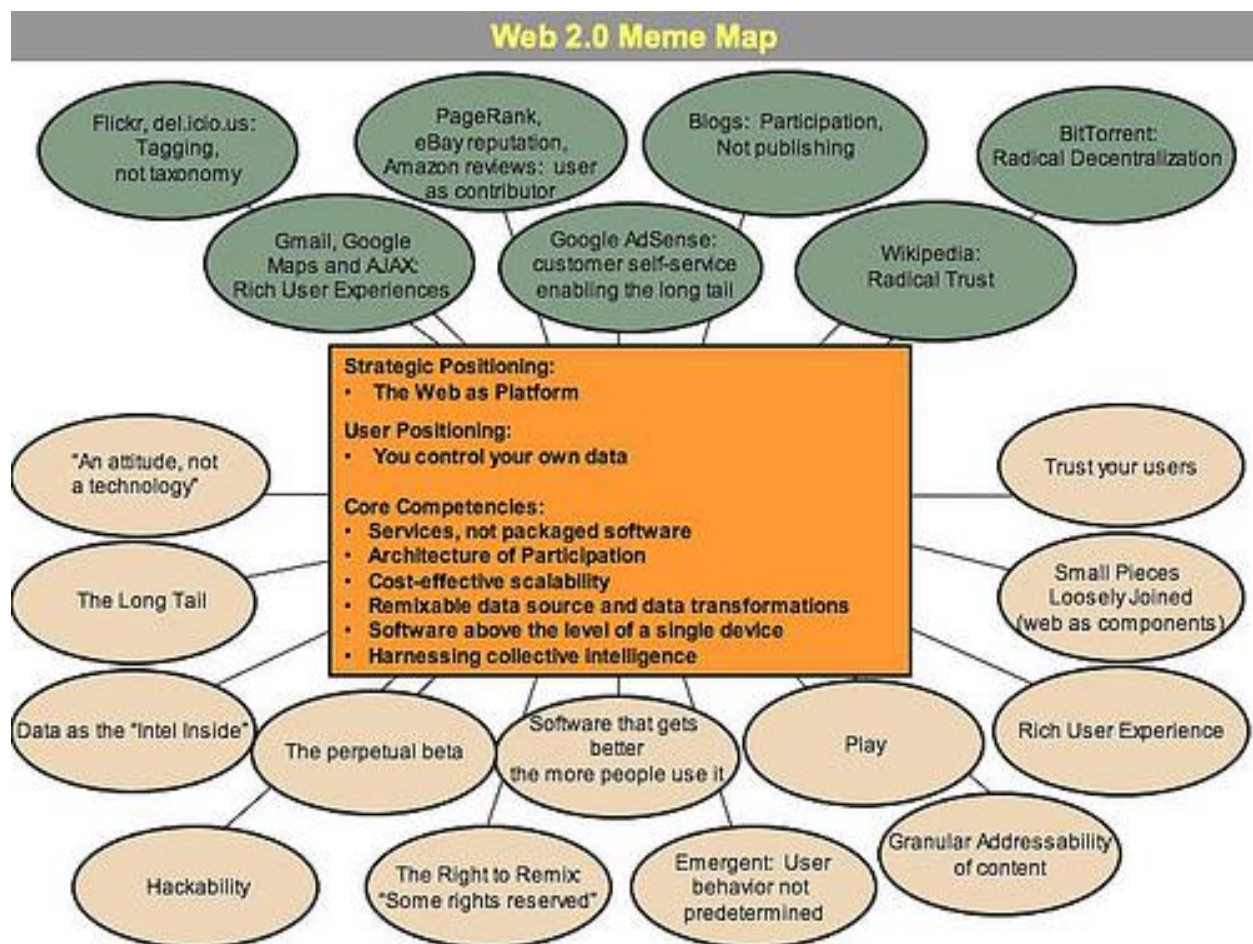 Web 2.0 Meme Map
Flickr, del.icio.us:
Tagging,
not taxonomy
PageRank,
eBay reputation,
Amazon reviews: user
as contributor
Blogs: Participation,
Not publishing
BitTorrent:
Radical Decentralization
Gmail, Google
Maps and AJAX:
Rich User Experiences
Google AdSense:
customer self-service
enabling the long tail
Wikipedia:
Radical Trust
Strategic Positioning:
• The Web as Platform
User Positioning:
• You control your own data
Core Competencies:
• Services, not packaged software
• Architecture of Participation
• Cost-effective scalability
• Remixable data source and data transformations
• Software above the level of a single device
• Harnessing collective intelligence
"An attitude, not
a technology"
Trust your users
The Long Tail
Small Pieces
Loosely Joined
(web as components)
Data as the "Intel Inside"
The perpetual beta
Software that gets
better
the more people use it
Play
Rich User Experience
Hackability
The Right to Remix:
"Some rights reserved"
Emergent: User
behavior not
predetermined
Granular Addressability
of content